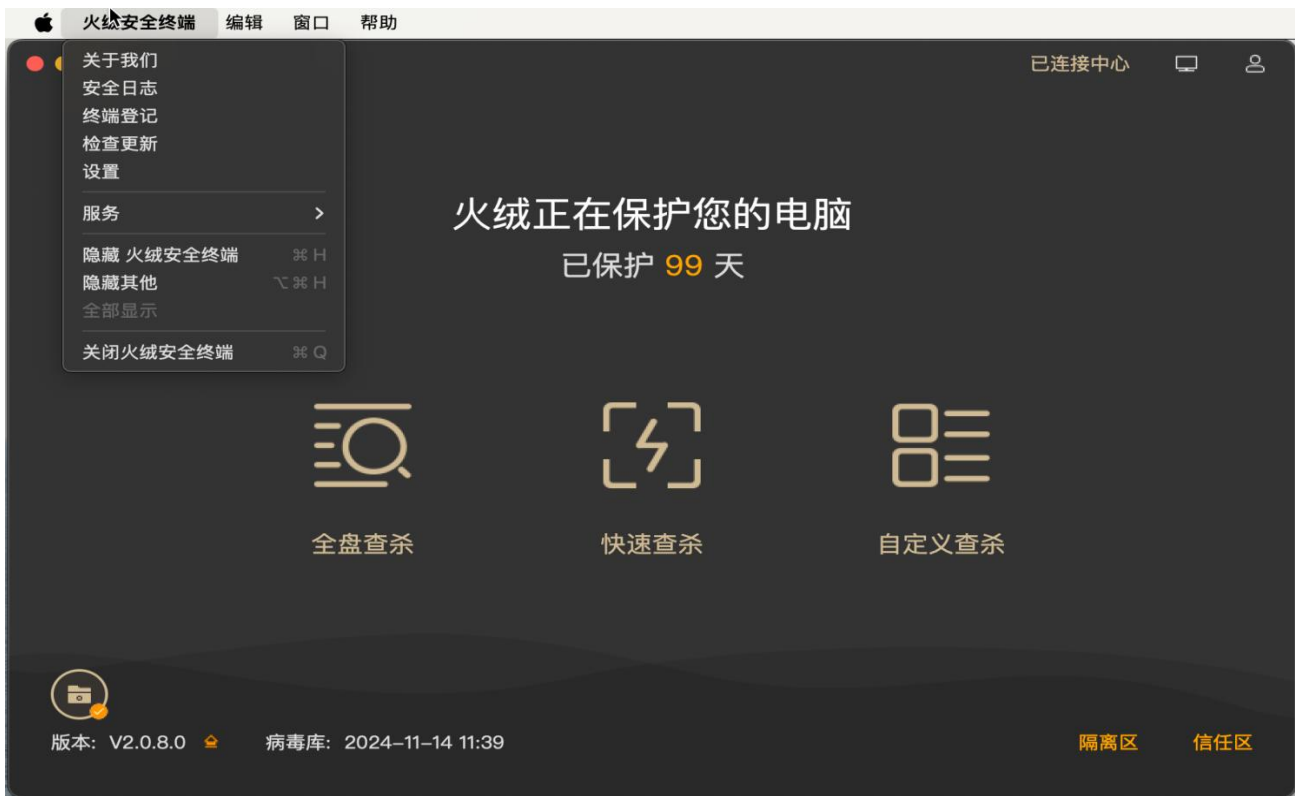 火绒安全终端 编辑 窗口 帮助
关于我们
安全日志
终端登记
检查更新
设置
服务 >
隐藏 火绒安全终端 ⌘ H
隐藏其他 ⌥ ⌘ H
全部显示
关闭火绒安全终端 ⌘ Q
已连接中心
火绒正在保护您的电脑
已保护 99 天
全盘查杀 快速查杀 自定义查杀
版本: V2.0.8.0 病毒库: 2024-11-14 11:39 隔离区 信任区